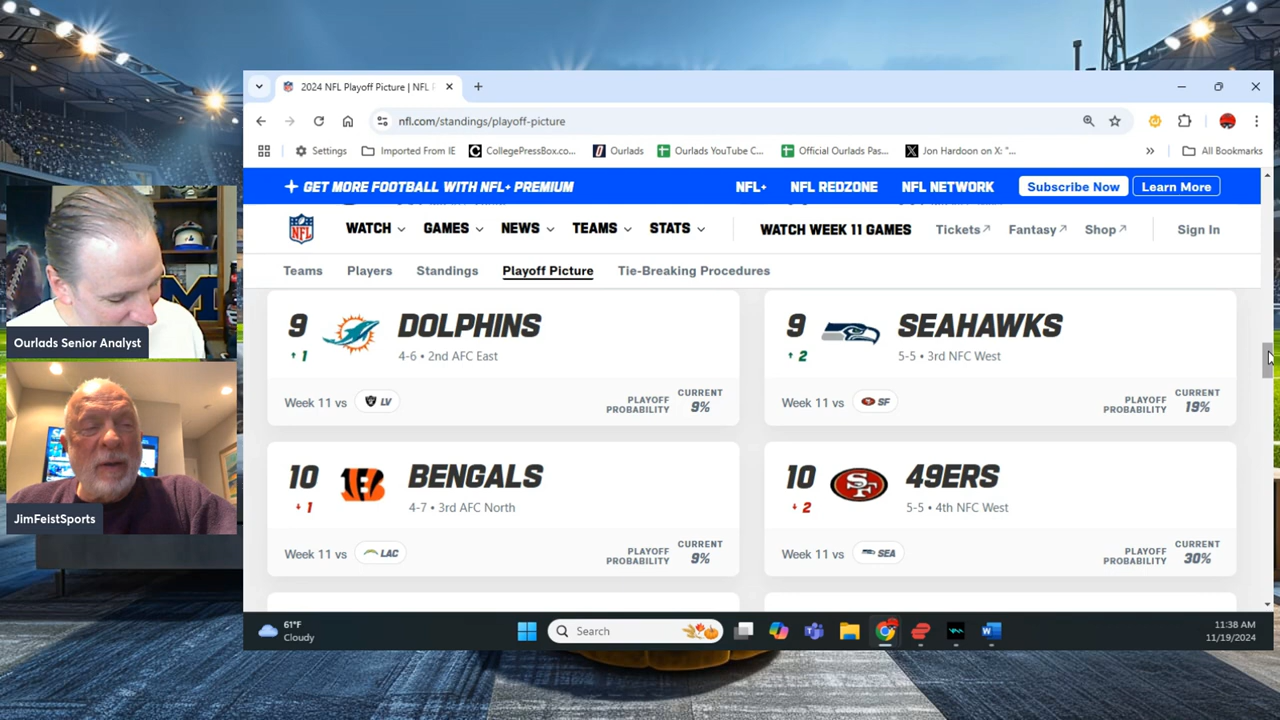 2024 NFL Playoff Picture | NFL
nfl.com/standings/playoff-picture
Settings
Imported From IE
CollegePressBox.co...
Ourlads
Ourlads YouTube C...
Official Ourlads Pas...
Jon Hardoon on X: "...
All Bookmarks
GET MORE FOOTBALL WITH NFL+ PREMIUM
NFL+
NFL REDZONE
NFL NETWORK
Subscribe Now
Learn More
NFL
WATCH
GAMES
NEWS
TEAMS
STATS
WATCH WEEK 11 GAMES
Tickets
Fantasy
Shop
Sign In
Teams
Players
Standings
Playoff Picture
Tie-Breaking Procedures
9
1
DOLPHINS
4-6 • 2nd AFC East
Week 11 vs
LV
PLAYOFF PROBABILITY
CURRENT
9%
9
2
SEAHAWKS
5-5 • 3rd NFC West
Week 11 vs
SF
PLAYOFF PROBABILITY
CURRENT
19%
10
1
BENGALS
4-7 • 3rd AFC North
Week 11 vs
LAC
PLAYOFF PROBABILITY
CURRENT
9%
10
2
49ERS
5-5 • 4th NFC West
Week 11 vs
SEA
PLAYOFF PROBABILITY
CURRENT
30%
M
Ourlads Senior Analyst
JimFeistSports
61°F
Cloudy
Search
11:38 AM
11/19/2024